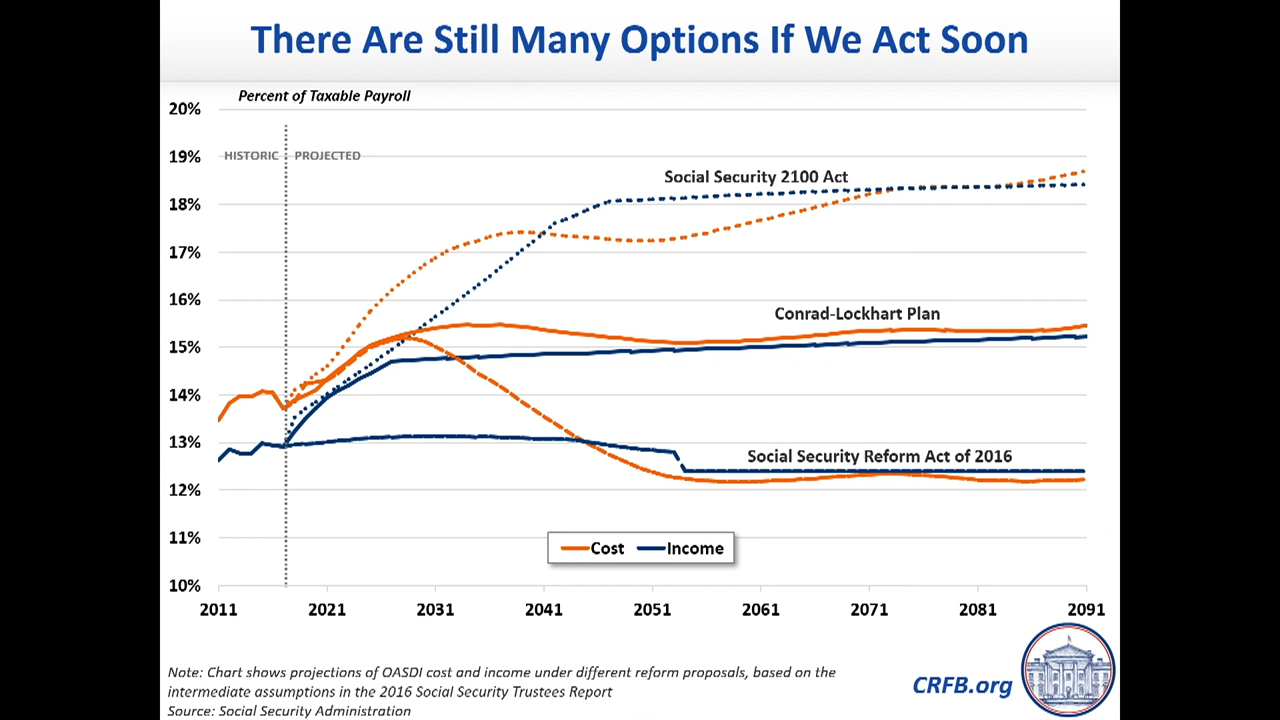 There Are Still Many Options If We Act Soon
Percent of Taxable Payroll
20%
19%
18%
17%
16%
15%
14%
13%
12%
11%
10%
HISTORIC
PROJECTED
Social Security 2100 Act
Conrad-Lockhart Plan
Social Security Reform Act of 2016
Cost Income
2011 2021 2031 2041 2051 2061 2071 2081 2091
Note: Chart shows projections of OASDI cost and income under different reform proposals, based on the
intermediate assumptions in the 2016 Social Security Trustees Report
Source: Social Security Administration
CRFB.org